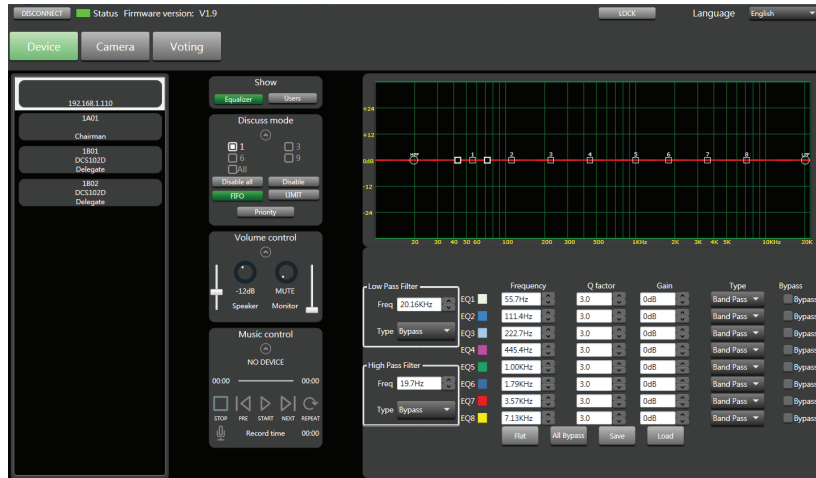 DISCONNECT Status Firmware version: V1.9 LOCK Language English
Device Camera Voting
192.168.1.110
1A01
Chairman
1B01
DCS102D
Delegate
1B02
DCS102D
Delegate
Show
Equalizer Users
Discuss mode
1 3
6 9
All
Disable all Disable
FIFO LIMIT
Priority
Volume control
-12dB MUTE
Speaker Monitor
Music control
NO DEVICE
00:00 00:00
STOP PRE START NEXT REPEAT
Record time 00:00
+24
+12
0dB
-12
-24
HPF 1 2 3 4 5 6 7 8 LPF
20 30 40 50 60 100 200 300 500 1KHz 2K 3K 4K 5K 10KHz 20K
Low Pass Filter
Freq 20.16KHz
Type Bypass
High Pass Filter
Freq 19.7Hz
Type Bypass
Frequency Q factor Gain Type Bypass
EQ1 55.7Hz 3.0 0dB Band Pass Bypass
EQ2 111.4Hz 3.0 0dB Band Pass Bypass
EQ3 222.7Hz 3.0 0dB Band Pass Bypass
EQ4 445.4Hz 3.0 0dB Band Pass Bypass
EQ5 1.00KHz 3.0 0dB Band Pass Bypass
EQ6 1.79KHz 3.0 0dB Band Pass Bypass
EQ7 3.57KHz 3.0 0dB Band Pass Bypass
EQ8 7.13KHz 3.0 0dB Band Pass Bypass
Flat All Bypass Save Load